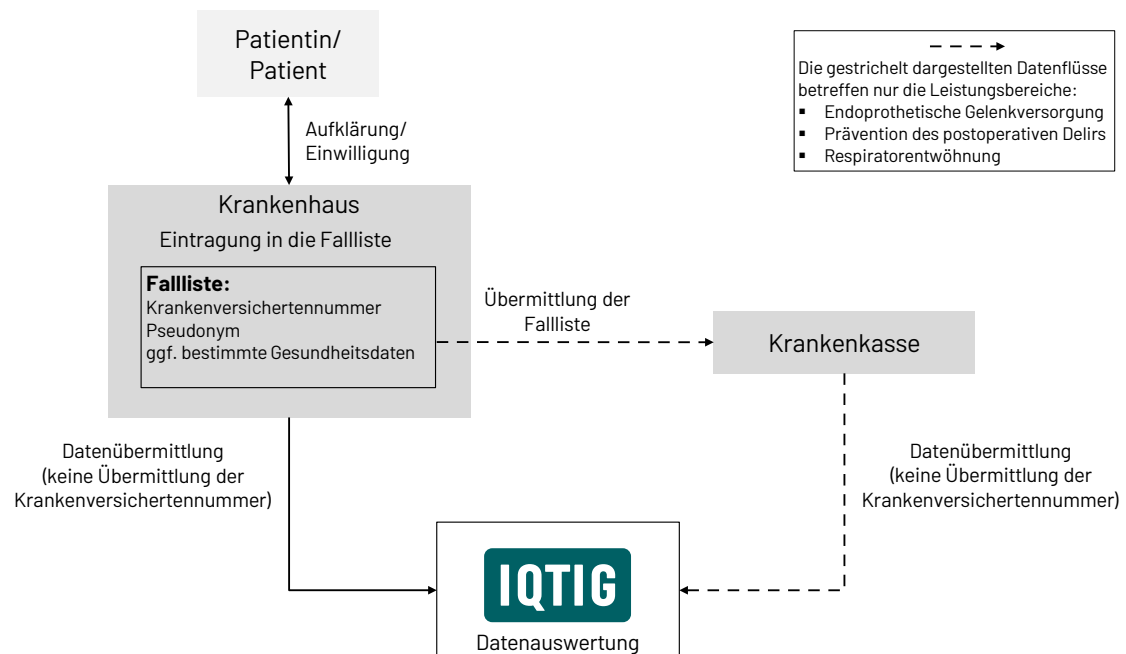 Patientin/
Patient
Die gestrichelt dargestellten Datenflüsse
betreffen nur die Leistungsbereiche:
▪ Endoprothetische Gelenkversorgung
▪ Prävention des postoperativen Delirs
▪ Respiratorentwöhnung
Aufklärung/
Einwilligung
Krankenhaus
Eintragung in die Fallliste
Fallliste:
Krankenversichertennummer
Pseudonym
ggf. bestimmte Gesundheitsdaten
Übermittlung der
Fallliste
Krankenkasse
Datenübermittlung
(keine Übermittlung der
Krankenversichertennummer)
Datenübermittlung
(keine Übermittlung der
Krankenversichertennummer)
IQTIG
Datenauswertung